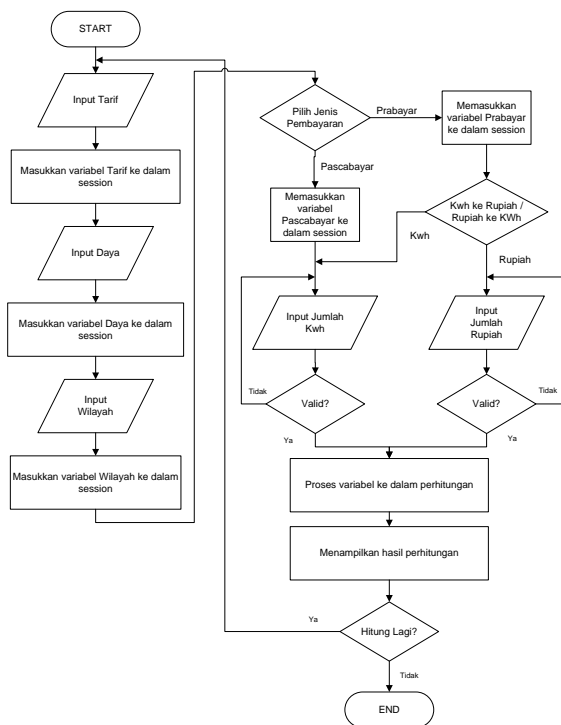 START
Input Tarif
Masukkan variabel Tarif ke dalam
session
Input Daya
Masukkan variabel Daya ke dalam
session
Input
Wilayah
Masukkan variabel Wilayah ke dalam
session
Pilih Jenis
Pembayaran
Prabayar
Memasukkan
variabel Prabayar
ke dalam session
Pascabayar
Memasukkan
variabel
Pascabayar ke
dalam session
Kwh ke Rupiah /
Rupiah ke KWh
Kwh
Rupiah
Input Jumlah
Kwh
Input
Jumlah
Rupiah
Valid?
Tidak
Ya
Valid?
Tidak
Ya
Proses variabel ke dalam perhitungan
Menampilkan hasil perhitungan
Hitung Lagi?
Ya
Tidak
END